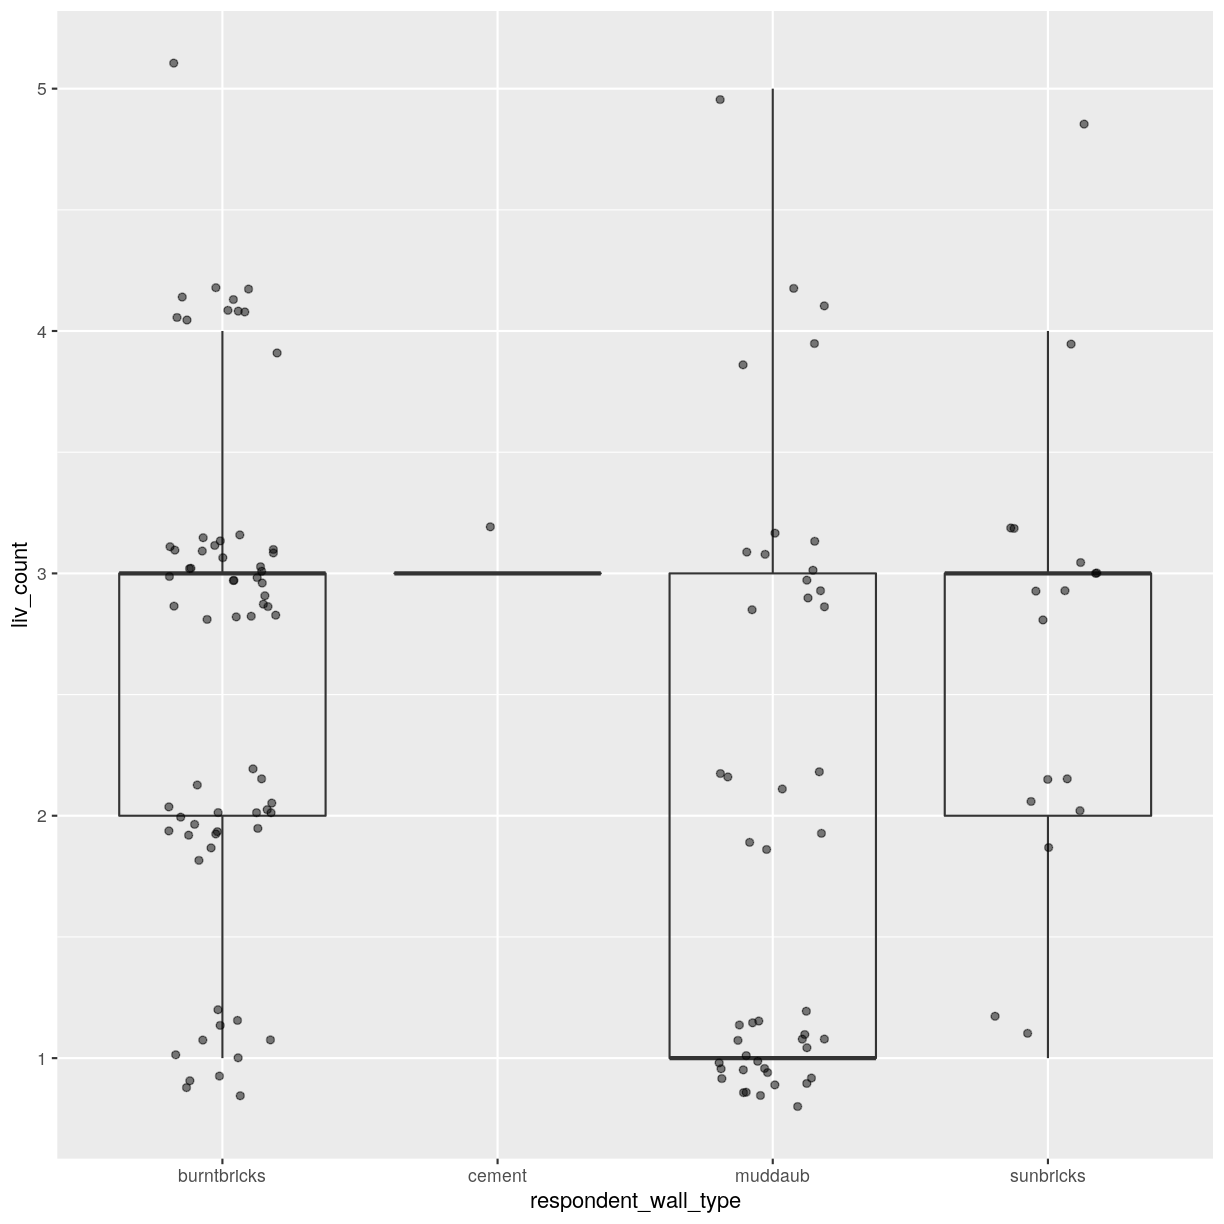 5
4
3
2
1
liv_count
burntbricks
cement
muddaub
sunbricks
respondent_wall_type